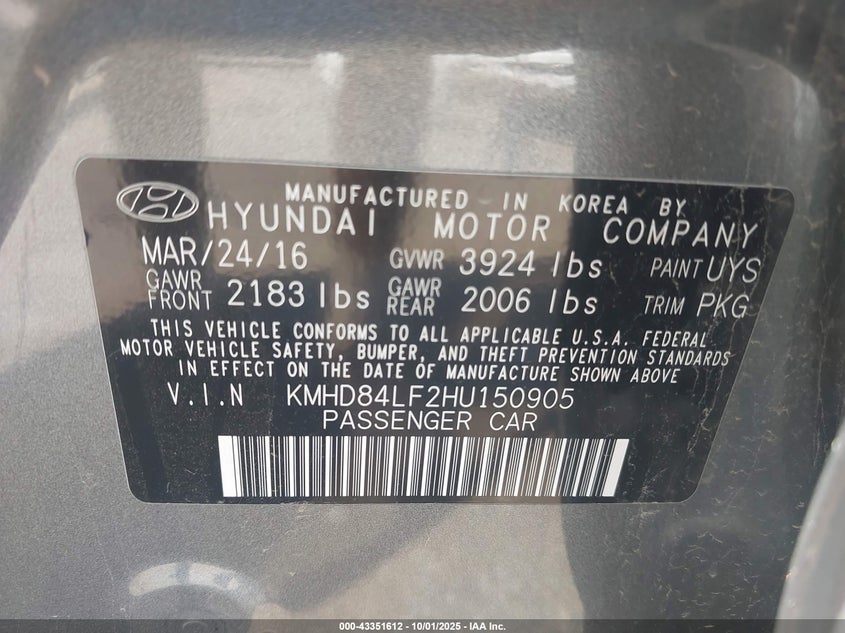 MANUFACTURED IN KOREA BY
HYUNDAI MOTOR COMPANY
MAR/24/16 GVWR 3924 lbs PAINT UYS
GAWR FRONT 2183 lbs GAWR REAR 2006 lbs TRIM PKG
THIS VEHICLE CONFORMS TO ALL APPLICABLE U.S.A. FEDERAL
MOTOR VEHICLE SAFETY, BUMPER, AND THEFT PREVENTION STANDARDS
IN EFFECT ON THE DATE OF MANUFACTURE SHOWN ABOVE
V.I.N KMHD84LF2HU150905
PASSENGER CAR
000-43351612 - 10/01/2025 - IAA Inc.